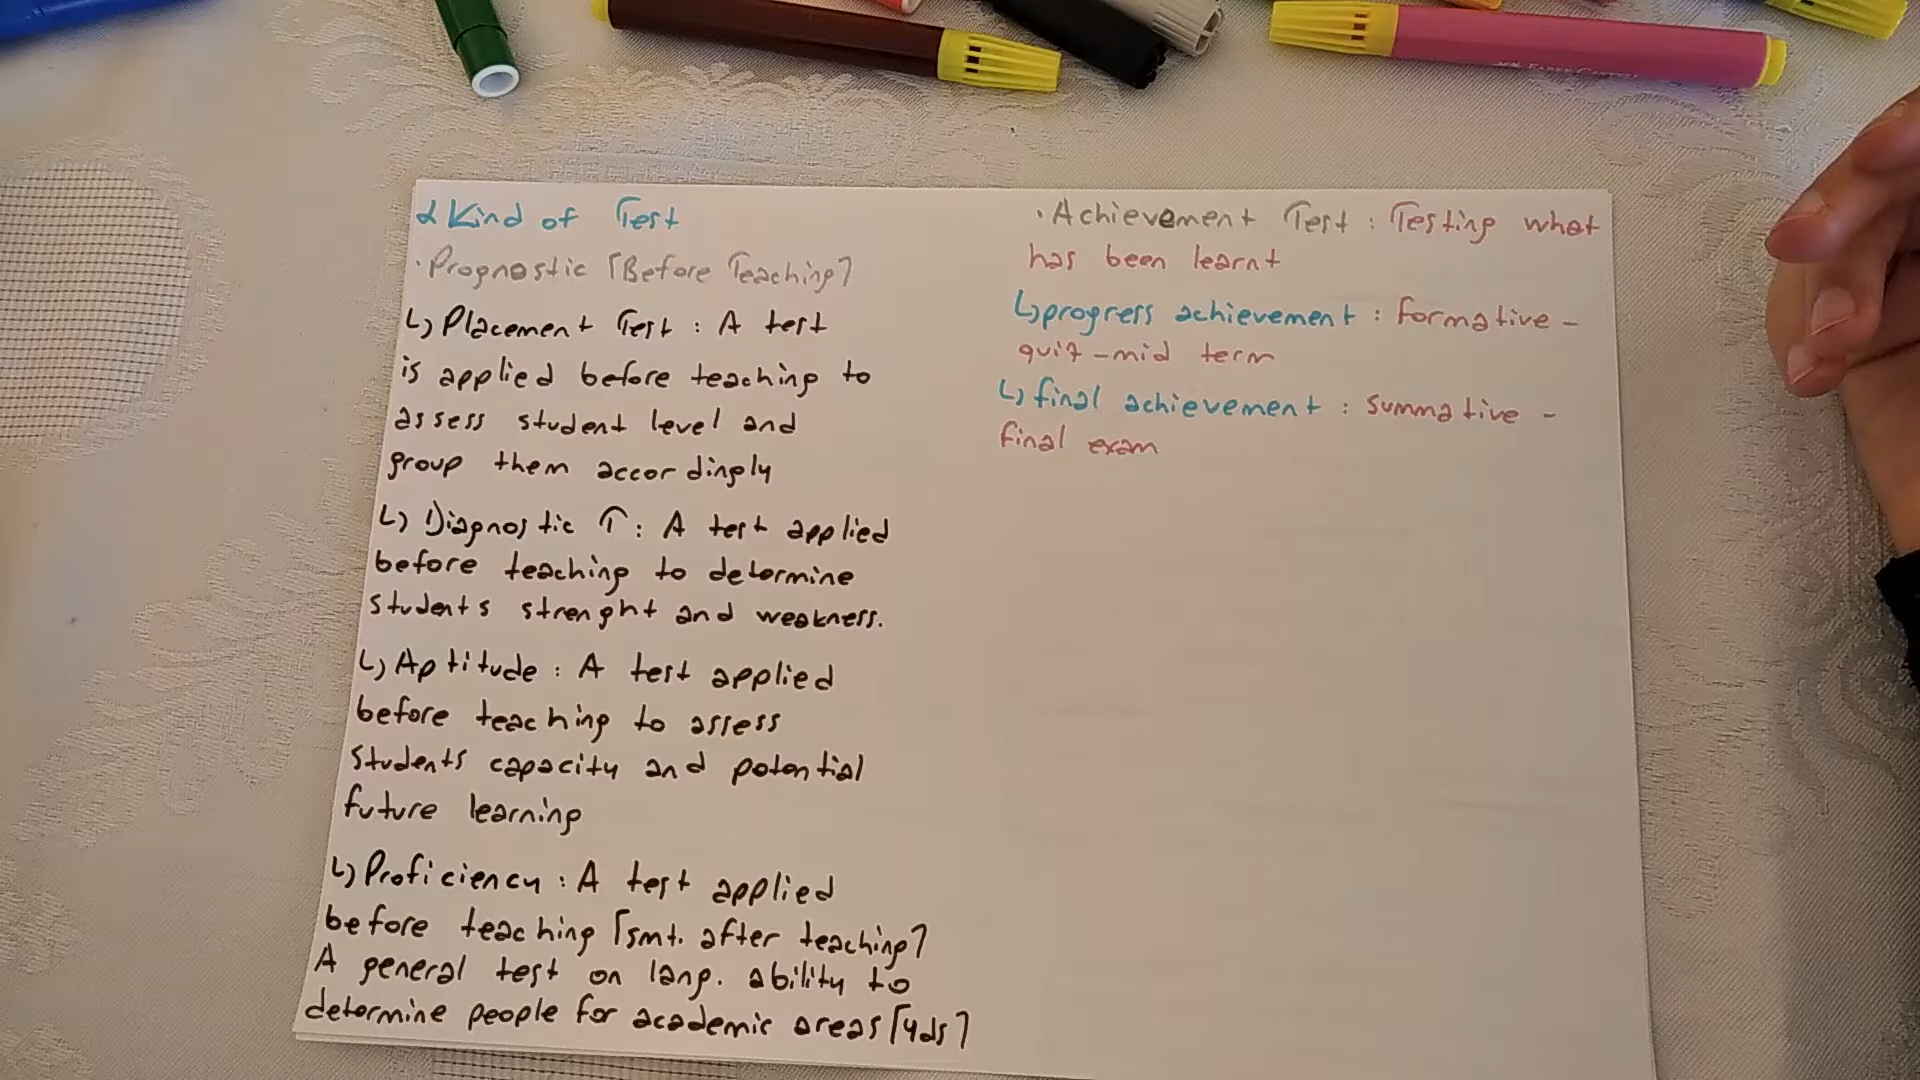 2 Kind of Test
· Prognostic [Before Teaching]
↳ Placement Test : A test
is applied before teaching to
assess student level and
group them accordingly
↳ Diagnostic T : A test applied
before teaching to determine
students strenght and weakness.
↳ Aptitude : A test applied
before teaching to assess
students capacity and potential
future learning
↳ Proficiency : A test applied
before teaching [smt. after teaching]
A general test on lang. ability to
determine people for academic areas [yds]
· Achievement Test : Testing what
has been learnt
↳ progress achievement : formative -
quiz - mid term
↳ final achievement : summative -
final exam
FABER-CASTELL